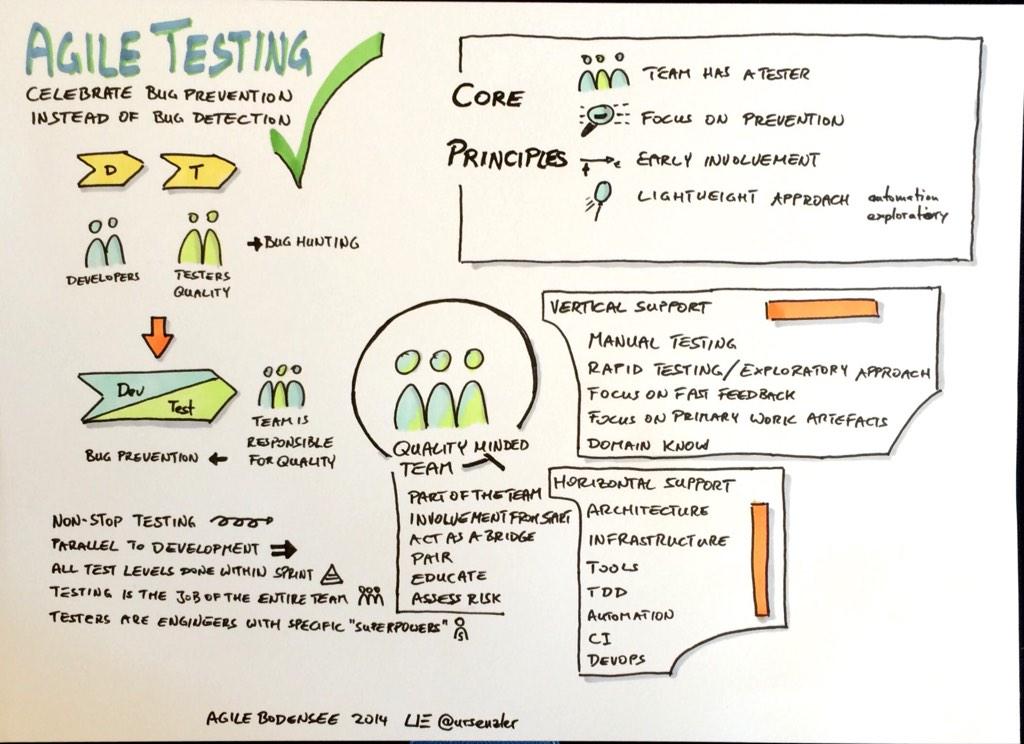 AGILE TESTING
CELEBRATE BUG PREVENTION
INSTEAD OF BUG DETECTION
D T
DEVELOPERS
TESTERS
QUALITY
BUG HUNTING
Dev
Test
TEAM IS
RESPONSIBLE
FOR QUALITY
BUG PREVENTION
NON-STOP TESTING
PARALLEL TO DEVELOPMENT
ALL TEST LEVELS DONE WITHIN SPRINT
TESTING IS THE JOB OF THE ENTIRE TEAM
TESTERS ARE ENGINEERS WITH SPECIFIC "SUPERPOWERS"
CORE
PRINCIPLES
TEAM HAS A TESTER
FOCUS ON PREVENTION
EARLY INVOLVEMENT
LIGHTWEIGHT APPROACH automation
exploratory
QUALITY MINDED
TEAM
PART OF THE TEAM
INVOLVEMENT FROM START
ACT AS A BRIDGE
PAIR
EDUCATE
ASSESS RISK
VERTICAL SUPPORT
MANUAL TESTING
RAPID TESTING/EXPLORATORY APPROACH
FOCUS ON FAST FEEDBACK
FOCUS ON PRIMARY WORK ARTEFACTS
DOMAIN KNOW
HORIZONTAL SUPPORT
ARCHITECTURE
INFRASTRUCTURE
TOOLS
TDD
AUTOMATION
CI
DEVOPS
AGILE BODENSEE 2014